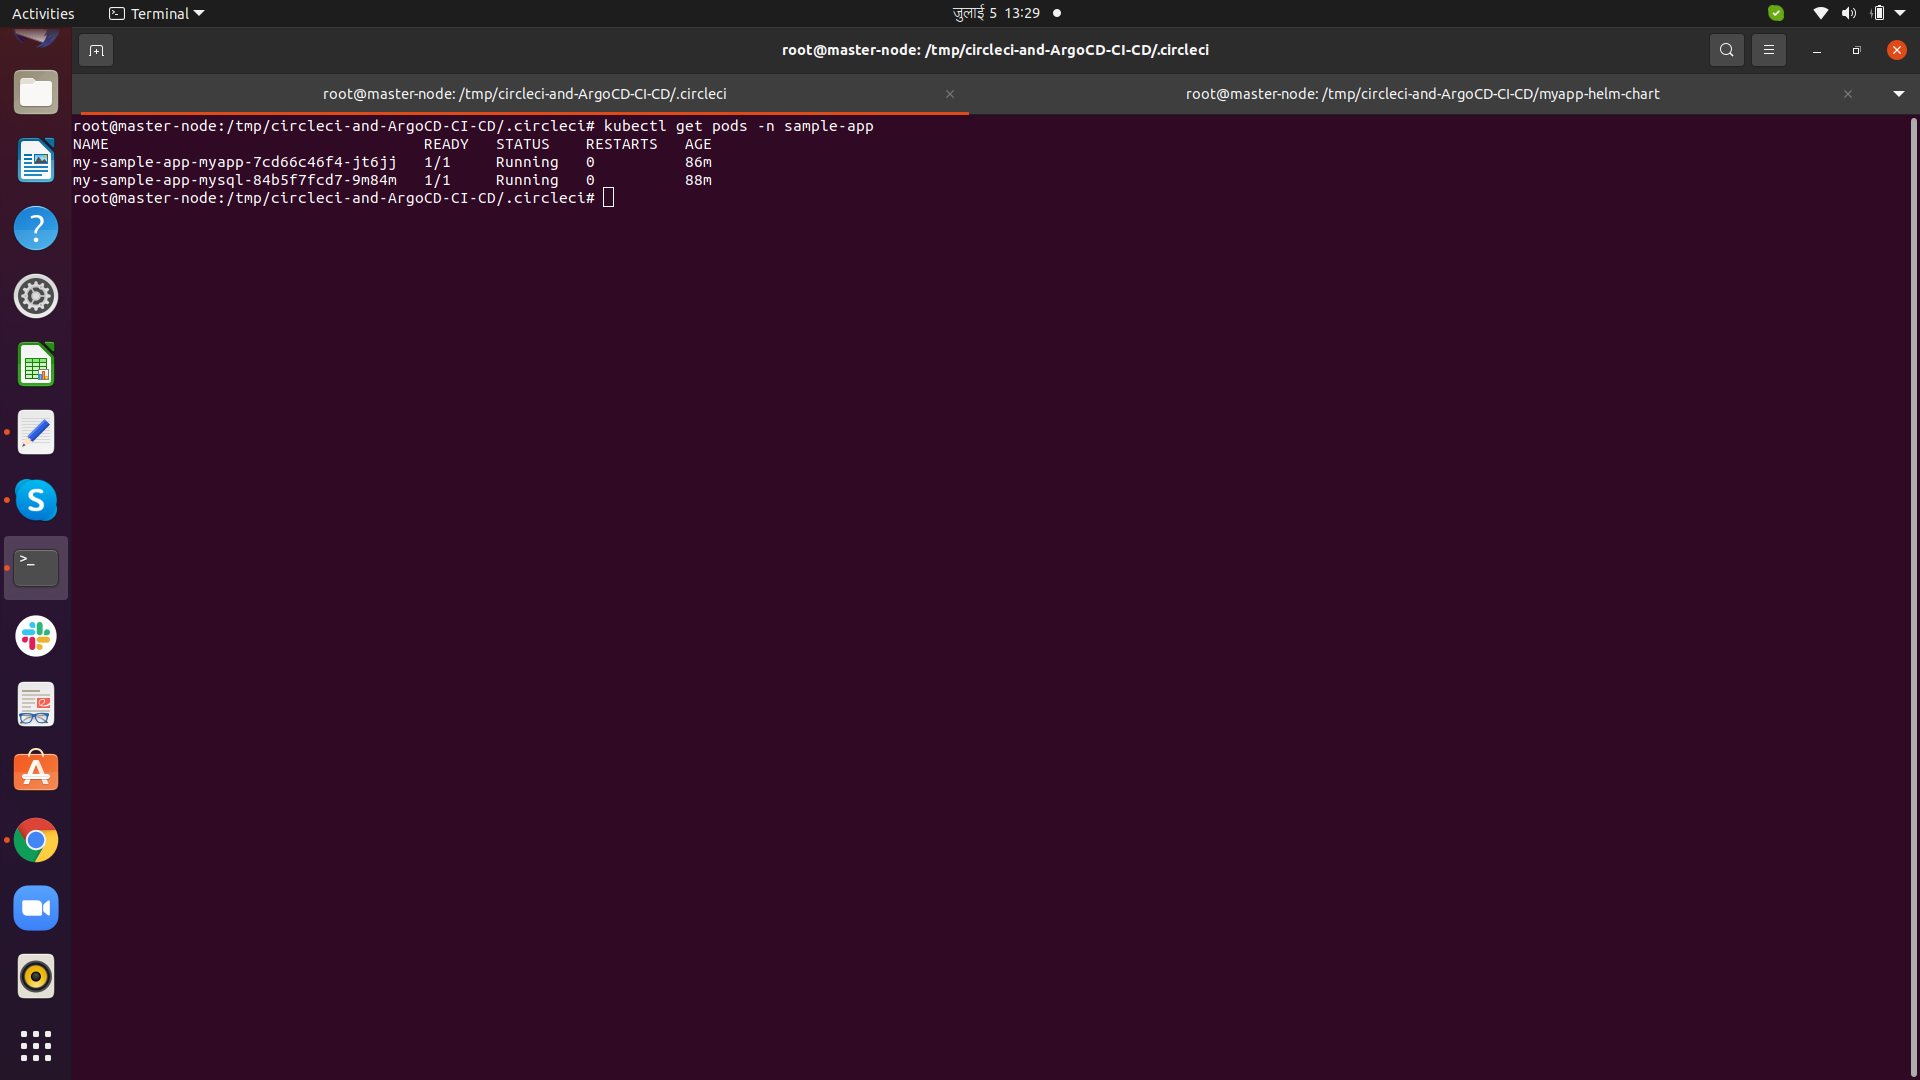 Activities
Terminal
जुलाई 5 13:29
root@master-node: /tmp/circleci-and-ArgoCD-CI-CD/.circleci
root@master-node: /tmp/circleci-and-ArgoCD-CI-CD/.circleci
root@master-node: /tmp/circleci-and-ArgoCD-CI-CD/myapp-helm-chart
root@master-node:/tmp/circleci-and-ArgoCD-CI-CD/.circleci# kubectl get pods -n sample-app
NAME READY STATUS RESTARTS AGE
my-sample-app-myapp-7cd66c46f4-jt6jj 1/1 Running 0 86m
my-sample-app-mysql-84b5f7fcd7-9m84m 1/1 Running 0 88m
root@master-node:/tmp/circleci-and-ArgoCD-CI-CD/.circleci#